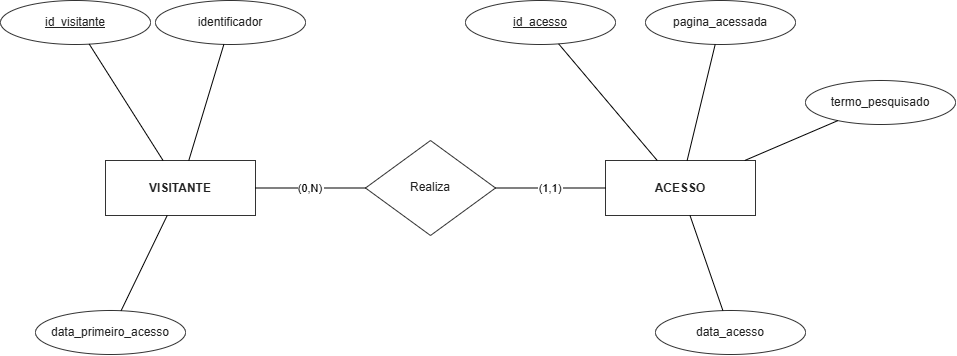 id_visitante
identificador
id_acesso
pagina_acessada
termo_pesquisado
VISITANTE
(0,N)
Realiza
(1,1)
ACESSO
data_primeiro_acesso
data_acesso